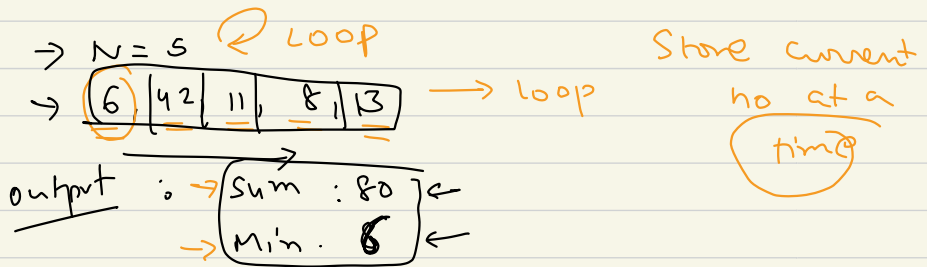 → N = 5 LOOP
→ 6, 42, 11, 8, 13 → loop
Store current
no at a
time
output : → Sum : 80 ←
→ Min. 6 ←